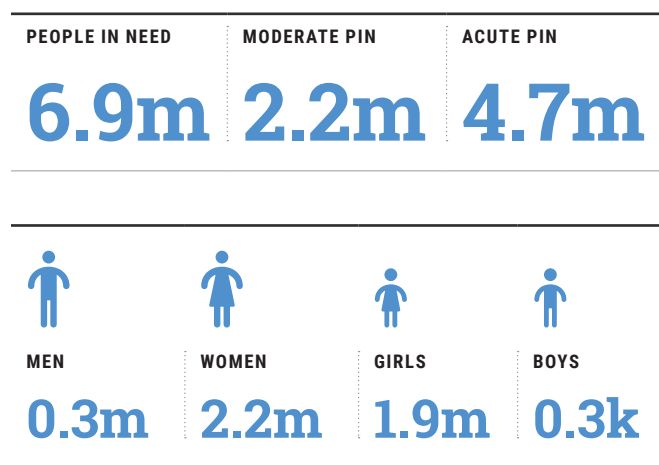 PEOPLE IN NEED MODERATE PIN ACUTE PIN
6.9m 2.2m 4.7m
MEN WOMEN GIRLS BOYS
0.3m 2.2m 1.9m 0.3k